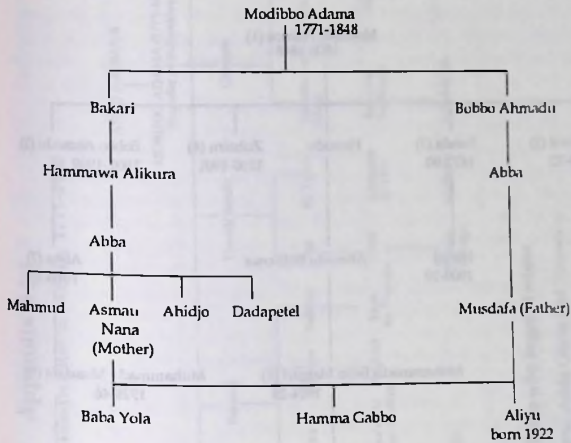 Modibbo Adama
1771-1848
Bakari
Bobbo Ahmadu
Hammawa Alikura
Abba
Abba
Mahmud
Asmau
Nana
(Mother)
Ahidjo
Dadapetel
Musdafa (Father)
Baba Yola
Hamma Gabbo
Aliyu
born 1922